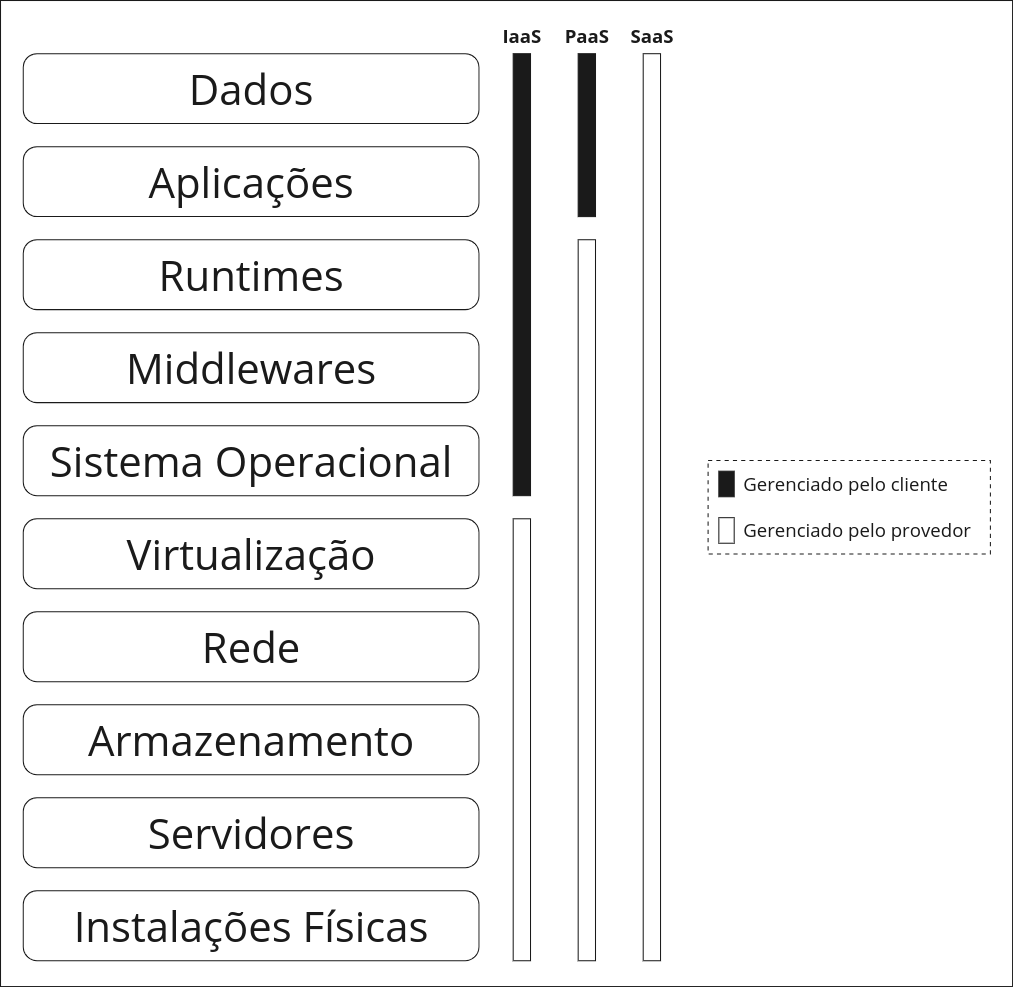 IaaS PaaS SaaS
Dados
Aplicações
Runtimes
Middlewares
Sistema Operacional
Virtualização
Rede
Armazenamento
Servidores
Instalações Físicas
Gerenciado pelo cliente
Gerenciado pelo provedor